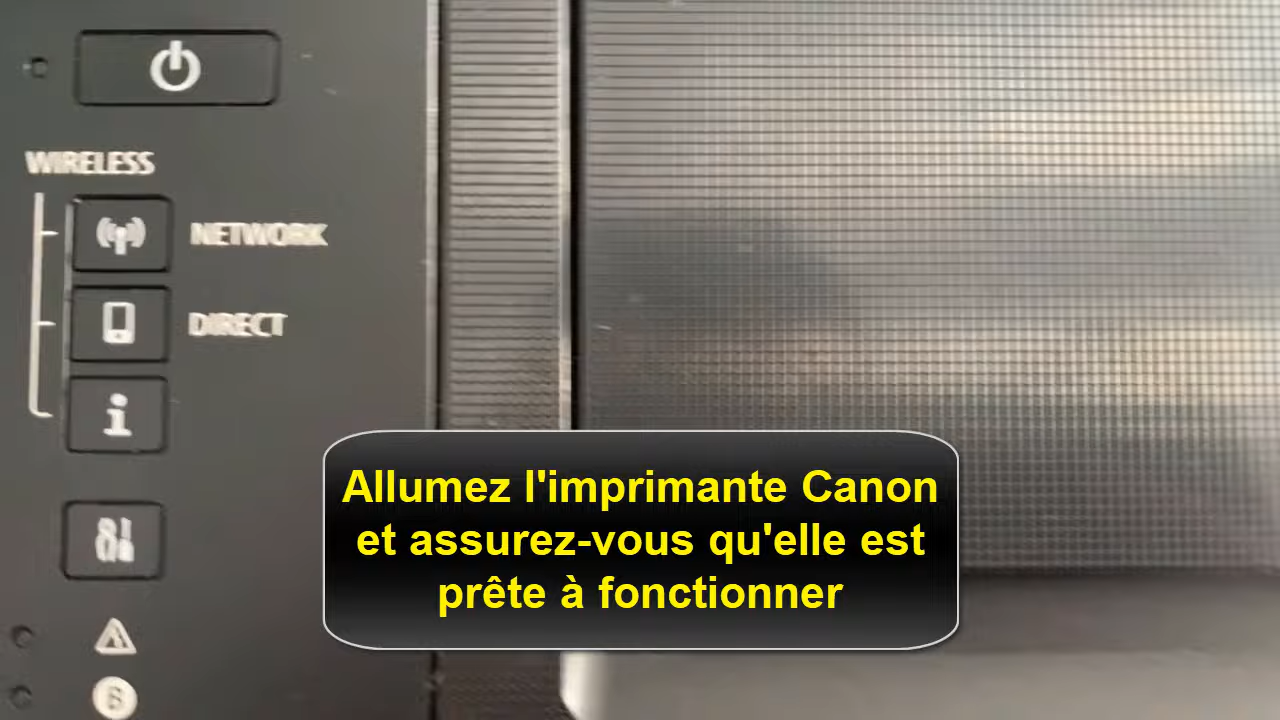 WIRELESS
NETWORK
DIRECT
Allumez l'imprimante Canon
et assurez-vous qu'elle est
prête à fonctionner